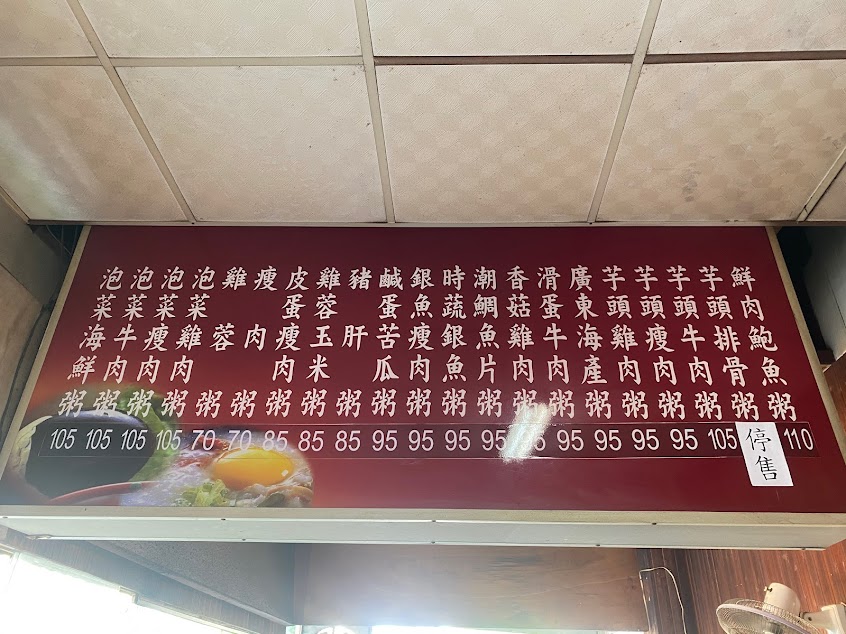 泡菜海鮮粥 105
泡菜牛肉粥 105
泡菜瘦肉粥 105
泡菜雞肉粥 105
雞蓉粥 70
瘦肉粥 70
皮蛋瘦肉粥 85
雞蓉玉米粥 85
豬肝粥 85
鹹蛋苦瓜粥 95
銀魚瘦肉粥 95
時蔬銀魚粥 95
潮鯛魚片粥 95
香菇雞肉粥 95
滑蛋牛肉粥 95
廣東海產粥 95
芋頭雞肉粥 95
芋頭瘦肉粥 95
芋頭牛肉粥 105
芋頭排骨粥 停售
鮮肉鮑魚粥 110